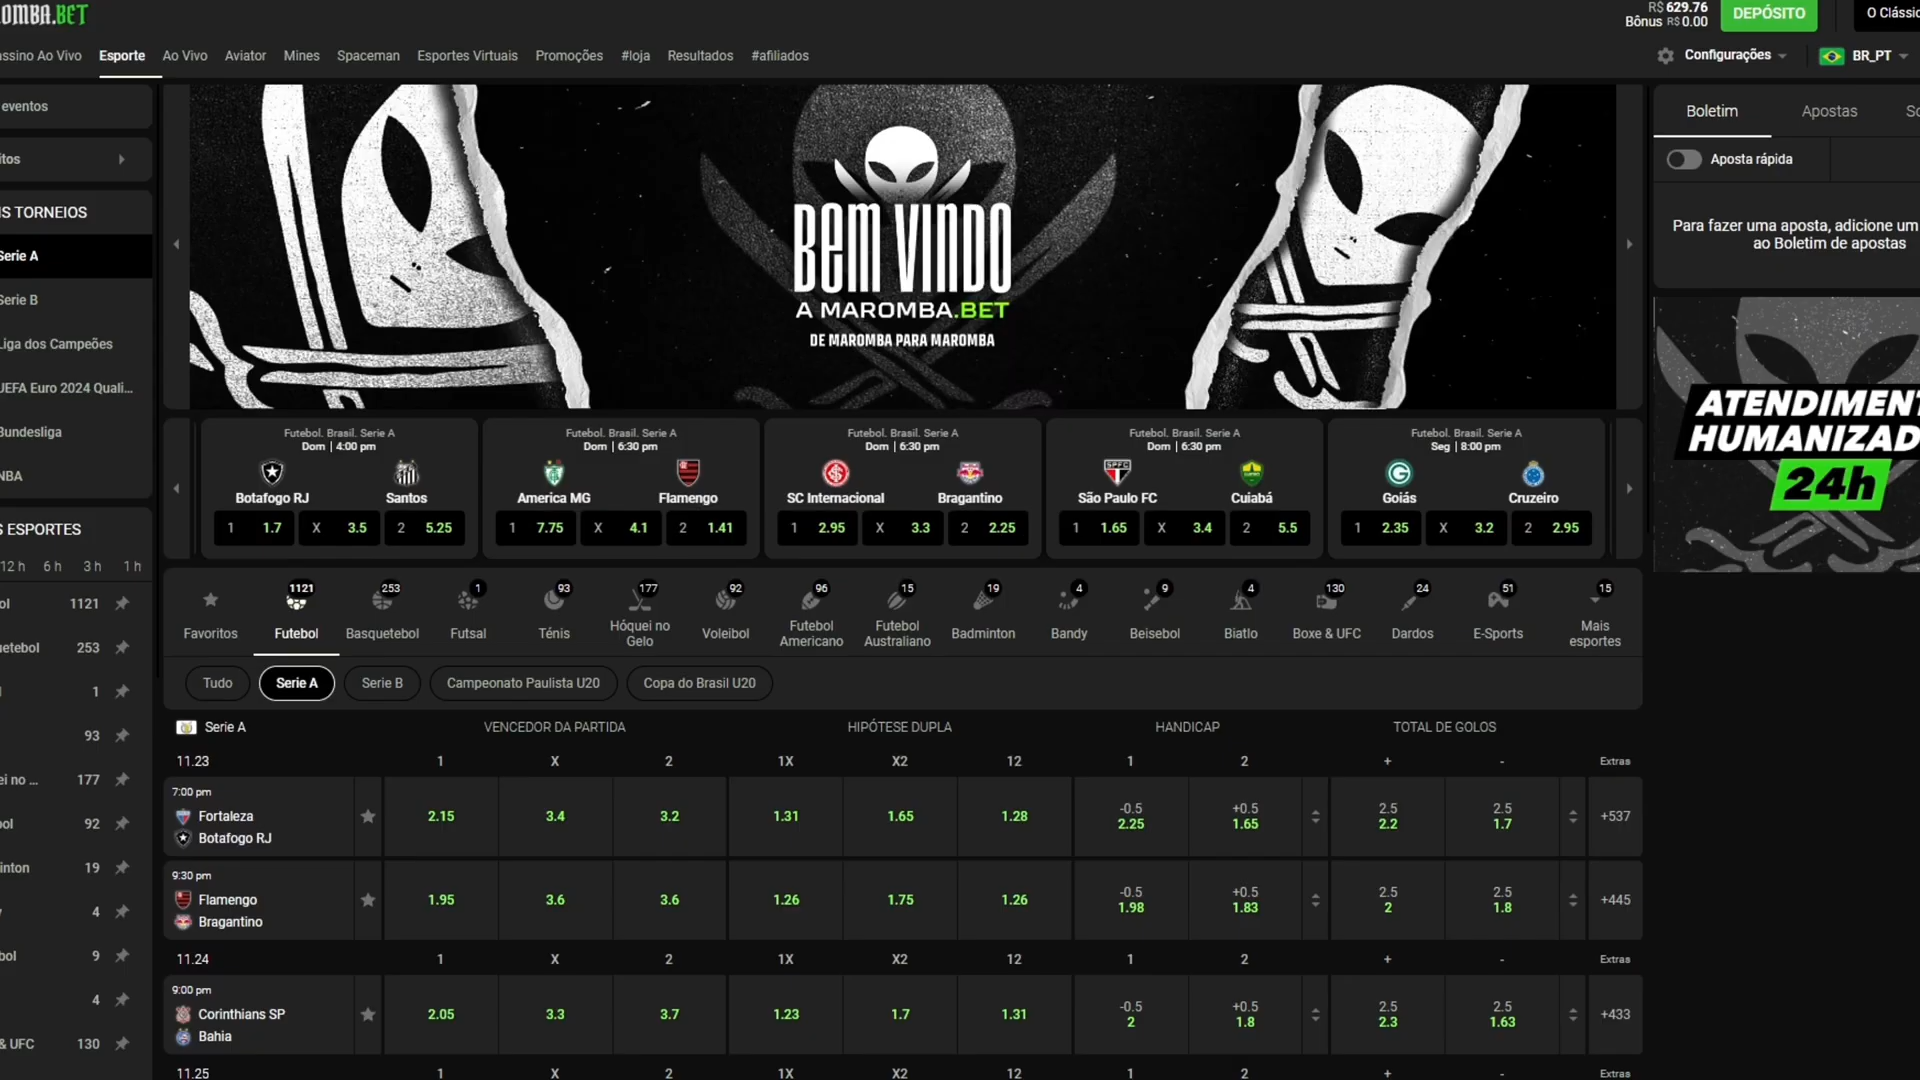 OMBA.BET
R$ 629.76
Bônus R$ 0.00
DEPÓSITO
O Clássic
assino Ao Vivo Esporte Ao Vivo Aviator Mines Spaceman Esportes Virtuais Promoções #loja Resultados #afiliados
Configurações
BR_PT
eventos
itos
IS TORNEIOS
Serie A
Serie B
Liga dos Campeões
UEFA Euro 2024 Quali...
Bundesliga
NBA
S ESPORTES
12 h 6 h 3 h 1 h
ol 1121
uetebol 253
l 1
93
ei no ... 177
ool 92
inton 19
y 4
bol 9
4
& UFC 130
BEM VINDO
A MAROMBA.BET
DE MAROMBA PARA MAROMBA
Boletim Apostas So
Aposta rápida
Para fazer uma aposta, adicione um
ao Boletim de apostas
ATENDIMENT
HUMANIZAD
24h
Futebol. Brasil. Serie A
Dom | 4:00 pm
Botafogo RJ Santos
1 1.7 X 3.5 2 5.25
Futebol. Brasil. Serie A
Dom | 6:30 pm
America MG Flamengo
1 7.75 X 4.1 2 1.41
Futebol. Brasil. Serie A
Dom | 6:30 pm
SC Internacional Bragantino
1 2.95 X 3.3 2 2.25
Futebol. Brasil. Serie A
Dom | 6:30 pm
SPFC
São Paulo FC Cuiabá
1 1.65 X 3.4 2 5.5
Futebol. Brasil. Serie A
Seg | 8:00 pm
Goiás Cruzeiro
1 2.35 X 3.2 2 2.95
1121 253 1 93 177 92 96 15 19 4 9 4 130 24 51 15
Favoritos Futebol Basquetebol Futsal Ténis Hóquei no Gelo Voleibol Futebol Americano Futebol Australiano Badminton Bandy Beisebol Biatlo Boxe & UFC Dardos E-Sports Mais esportes
Tudo Serie A Serie B Campeonato Paulista U20 Copa do Brasil U20
Serie A VENCEDOR DA PARTIDA HIPÓTESE DUPLA HANDICAP TOTAL DE GOLOS
11.23 1 X 2 1X X2 12 1 2 + - Extras
7:00 pm
Fortaleza
Botafogo RJ
2.15 3.4 3.2 1.31 1.65 1.28
-0.5 +0.5 2.5 2.5
2.25 1.65 2.2 1.7
+537
9:30 pm
Flamengo
Bragantino
1.95 3.6 3.6 1.26 1.75 1.26
-0.5 +0.5 2.5 2.5
1.98 1.83 2 1.8
+445
11.24 1 X 2 1X X2 12 1 2 + - Extras
9:00 pm
Corinthians SP
Bahia
2.05 3.3 3.7 1.23 1.7 1.31
-0.5 +0.5 2.5 2.5
2 1.8 2.3 1.63
+433
11.25 1 X 2 1X X2 12 1 2 + - Extras